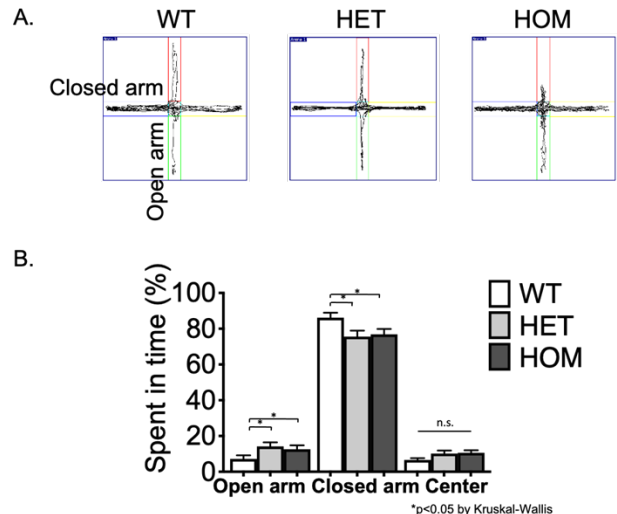 A.
WT HET HOM
Closed arm
Open arm
B.
Spent in time (%)
100
80
60
40
20
0
* *
* *
n.s.
WT
HET
HOM
Open arm Closed arm Center
*p<0.05 by Kruskal-Wallis